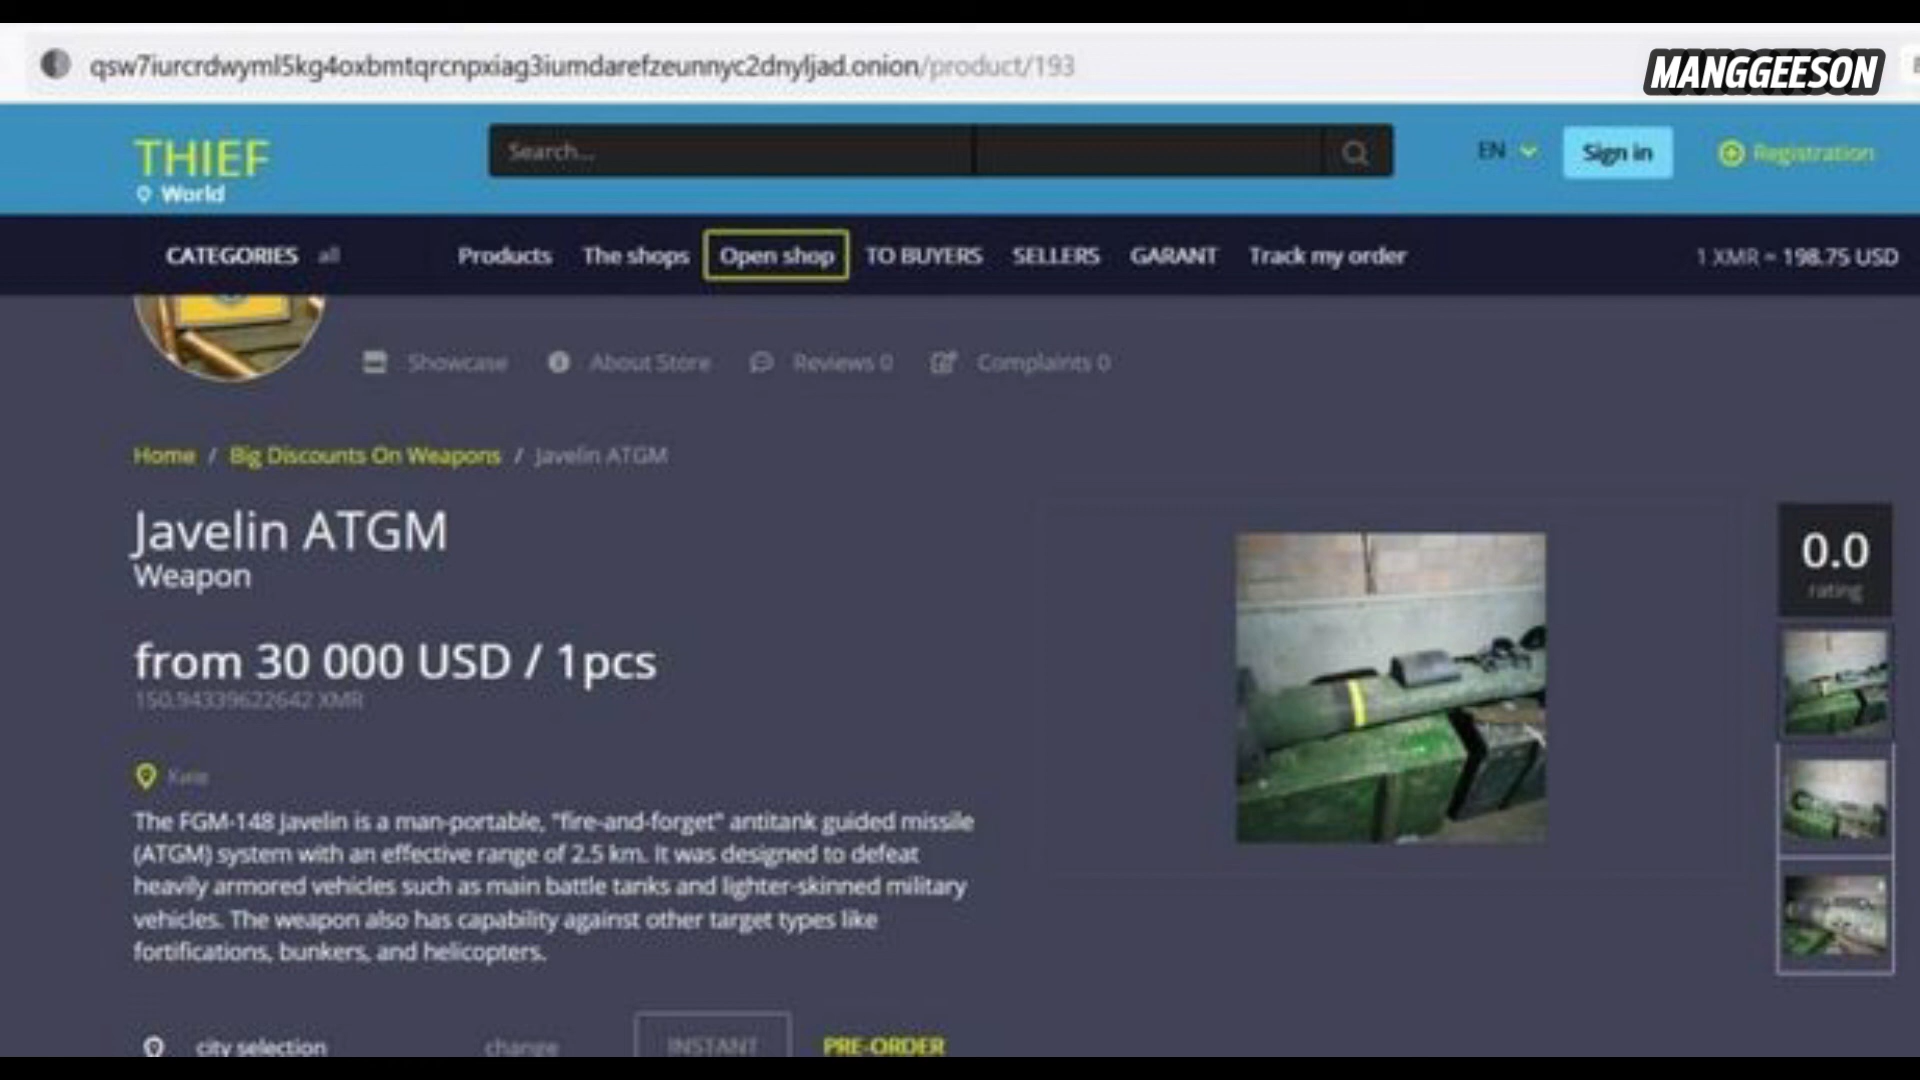 qsw7iurcrdwyml5kg4oxbmtqrcnpxiag3iumdarefzeunnyc2dnyljad.onion/product/193
MANGGEESON
THIEF
World
Search...
EN
Sign in
Registration
CATEGORIES all
Products
The shops
Open shop
TO BUYERS
SELLERS
GARANT
Track my order
1 XMR ~ 198.75 USD
Showcase
About Store
Reviews 0
Complaints 0
Home / Big Discounts On Weapons / Javelin ATGM
Javelin ATGM
Weapon
from 30 000 USD / 1pcs
150.94339622642 XMR
0.0
rating
Киев
The FGM-148 Javelin is a man-portable, "fire-and-forget" antitank guided missile
(ATGM) system with an effective range of 2.5 km. It was designed to defeat
heavily armored vehicles such as main battle tanks and lighter-skinned military
vehicles. The weapon also has capability against other target types like
fortifications, bunkers, and helicopters.
city selection
change
INSTANT
PRE-ORDER